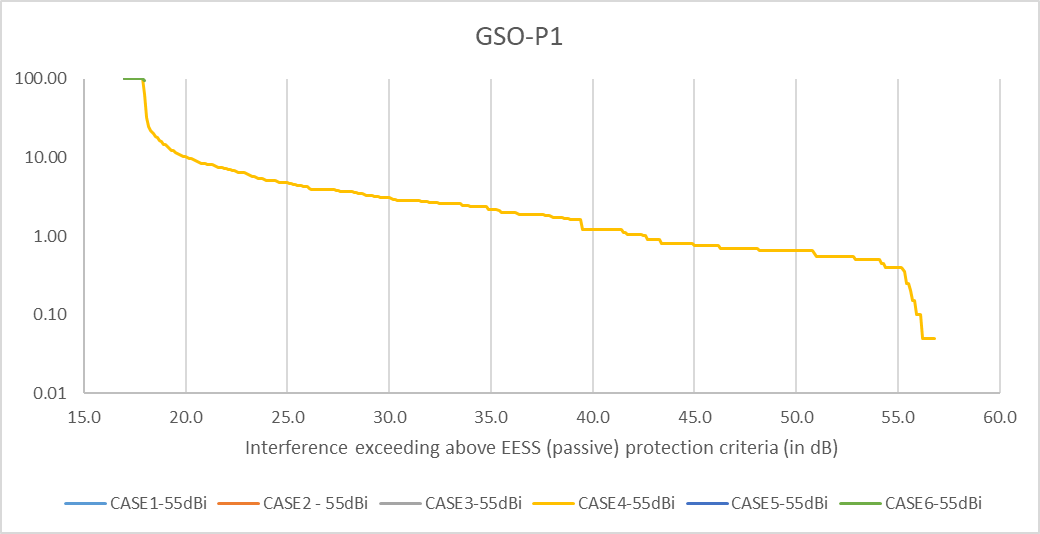 GSO-P1
100.00
10.00
1.00
0.10
0.01
15.0 20.0 25.0 30.0 35.0 40.0 45.0 50.0 55.0 60.0
Interference exceeding above EESS (passive) protection criteria (in dB)
CASE1-55dBi CASE2 - 55dBi CASE3-55dBi CASE4-55dBi CASE5-55dBi CASE6-55dBi